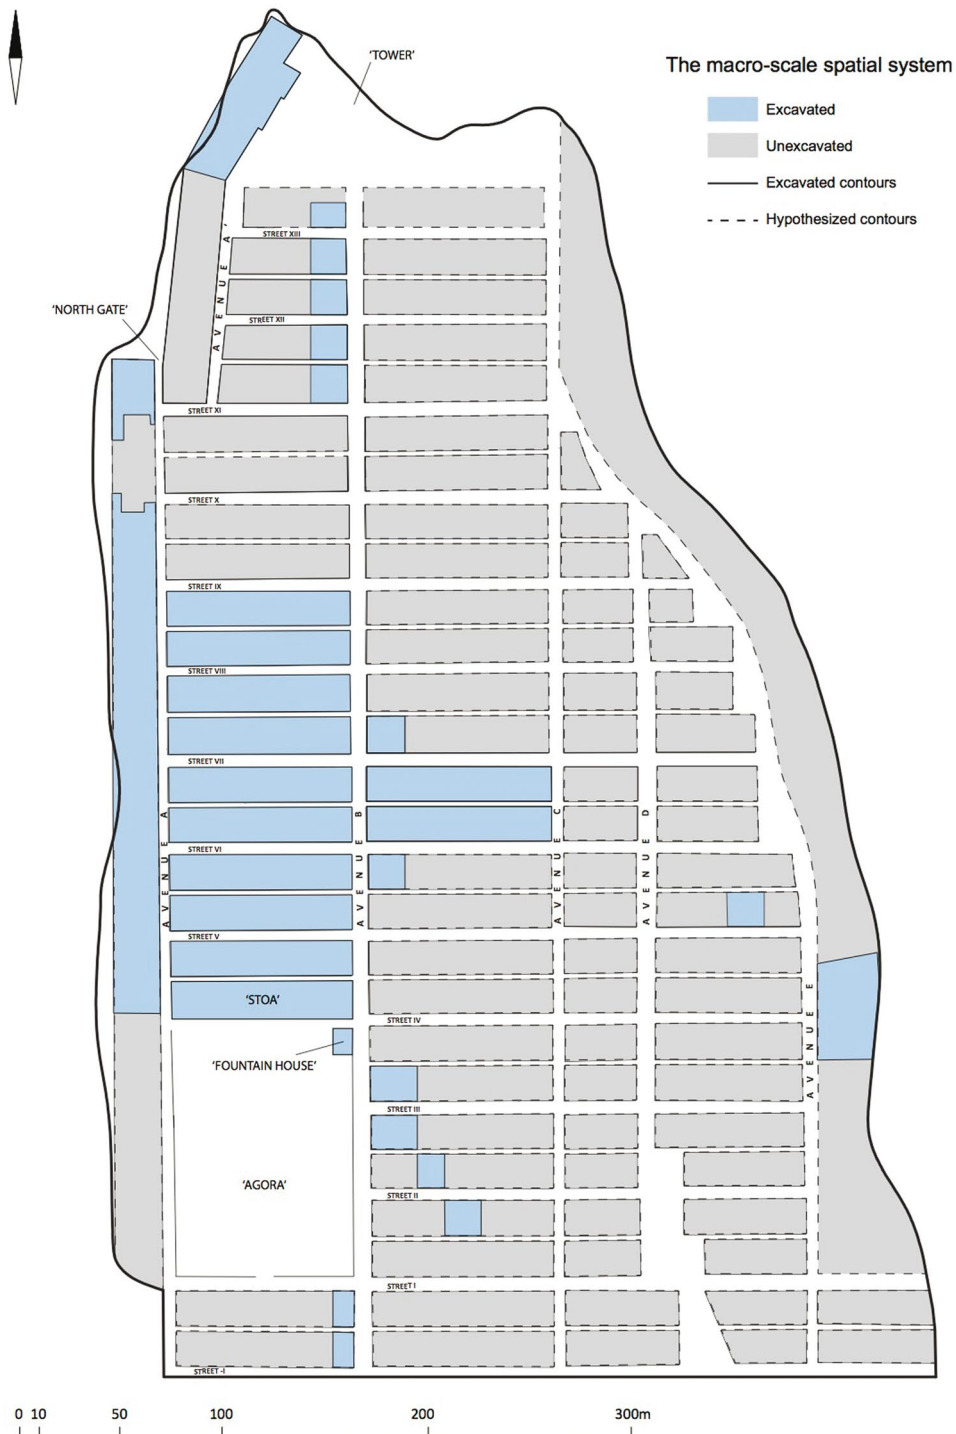 'TOWER'
The macro-scale spatial system
Excavated
Unexcavated
Excavated contours
Hypothesized contours
STREET XIII
AVENUE A'
'NORTH GATE'
STREET XII
STREET XI
STREET X
STREET IX
STREET VIII
STREET VII
AVENUE A
AVENUE B
AVENUE C
AVENUE D
STREET VI
STREET V
'STOA'
AVENUE E
STREET IV
'FOUNTAIN HOUSE'
STREET III
'AGORA'
STREET II
STREET I
STREET -I
0 10 50 100 200 300m